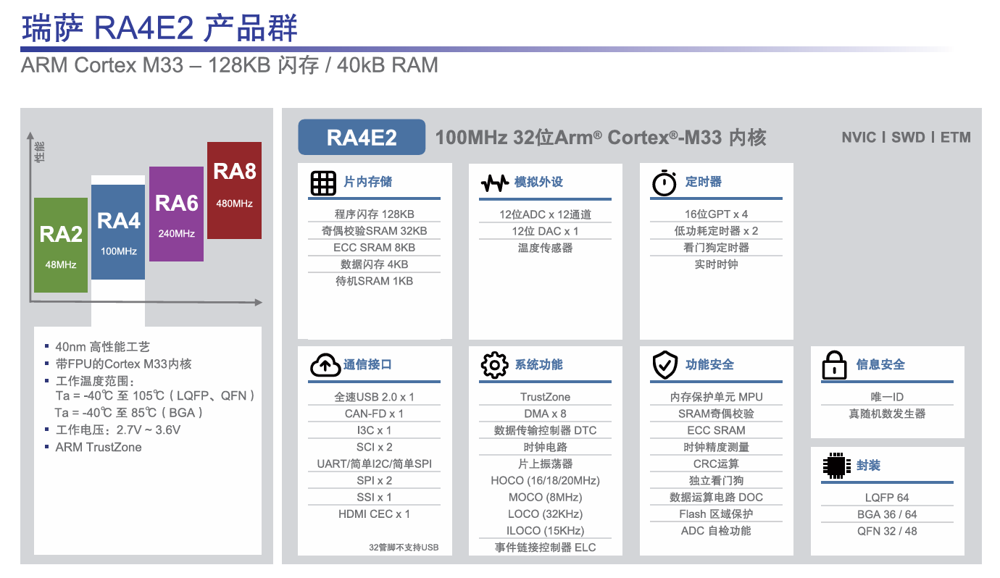 瑞萨 RA4E2 产品群
ARM Cortex M33 – 128KB 闪存 / 40kB RAM
性能
RA2
48MHz
RA4
100MHz
RA6
240MHz
RA8
480MHz
▪ 40nm 高性能工艺
▪ 带FPU的Cortex M33内核
▪ 工作温度范围：
Ta = -40℃ 至 105℃（LQFP、QFN）
Ta = -40℃ 至 85℃（BGA）
▪ 工作电压：2.7V ~ 3.6V
▪ ARM TrustZone
RA4E2
100MHz 32位Arm® Cortex®-M33 内核
NVIC | SWD | ETM
片内存储
程序闪存 128KB
奇偶校验SRAM 32KB
ECC SRAM 8KB
数据闪存 4KB
待机SRAM 1KB
模拟外设
12位ADC x 12通道
12位 DAC x 1
温度传感器
定时器
16位GPT x 4
低功耗定时器 x 2
看门狗定时器
实时时钟
通信接口
全速USB 2.0 x 1
CAN-FD x 1
I3C x 1
SCI x 2
UART/简单I2C/简单SPI
SPI x 2
SSI x 1
HDMI CEC x 1
32管脚不支持USB
系统功能
TrustZone
DMA x 8
数据传输控制器 DTC
时钟电路
片上振荡器
HOCO (16/18/20MHz)
MOCO (8MHz)
LOCO (32KHz)
ILOCO (15KHz)
事件链接控制器 ELC
功能安全
内存保护单元 MPU
SRAM奇偶校验
ECC SRAM
时钟精度测量
CRC运算
独立看门狗
数据运算电路 DOC
Flash 区域保护
ADC 自检功能
信息安全
唯一ID
真随机数发生器
封装
LQFP 64
BGA 36 / 64
QFN 32 / 48